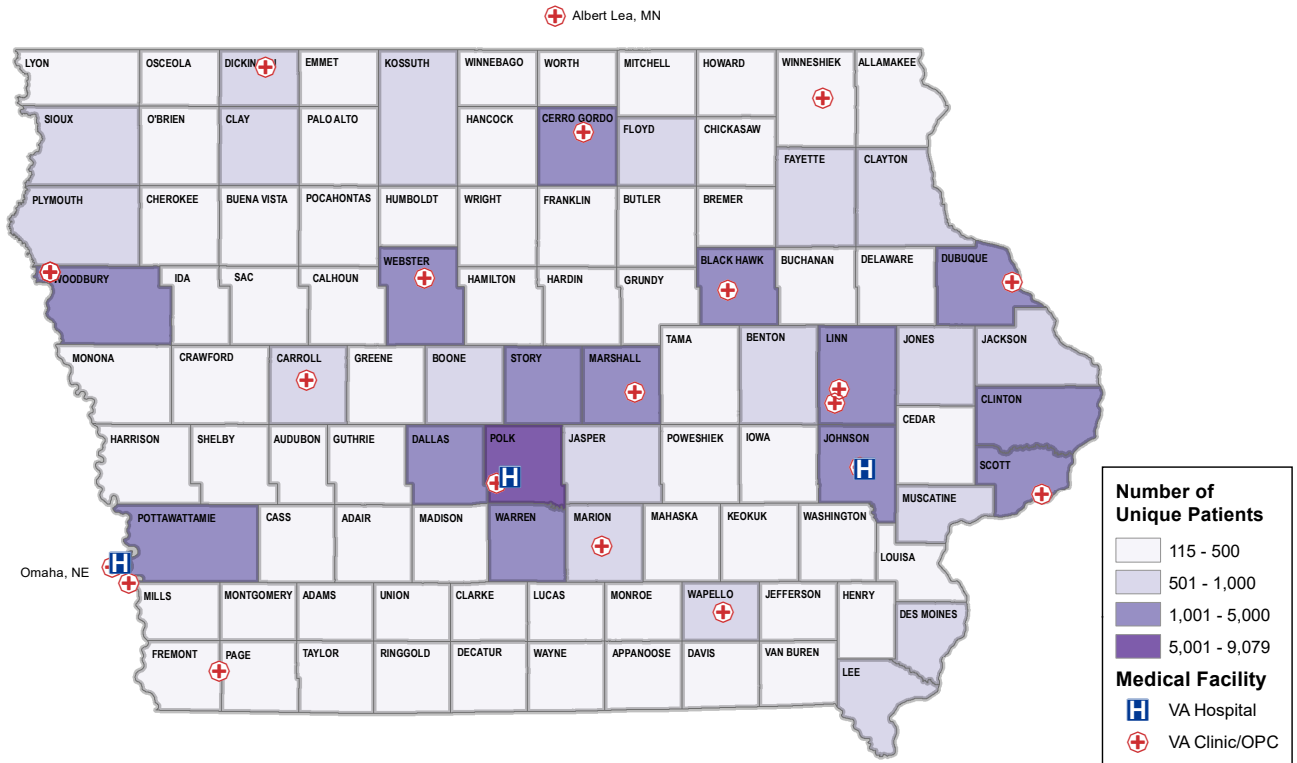 Albert Lea, MN
LYON
OSCEOLA
DICKIN
EMMET
KOSSUTH
WINNEBAGO
WORTH
MITCHELL
HOWARD
WINNESHIEK
ALLAMAKEE
SIOUX
O'BRIEN
CLAY
PALO ALTO
HANCOCK
CERRO GORDO
FLOYD
CHICKASAW
FAYETTE
CLAYTON
PLYMOUTH
CHEROKEE
BUENA VISTA
POCAHONTAS
HUMBOLDT
WRIGHT
FRANKLIN
BUTLER
BREMER
WOODBURY
IDA
SAC
CALHOUN
WEBSTER
HAMILTON
HARDIN
GRUNDY
BLACK HAWK
BUCHANAN
DELAWARE
DUBUQUE
MONONA
CRAWFORD
CARROLL
GREENE
BOONE
STORY
MARSHALL
TAMA
BENTON
LINN
JONES
JACKSON
CLINTON
CEDAR
HARRISON
SHELBY
AUDUBON
GUTHRIE
DALLAS
POLK
JASPER
POWESHIEK
IOWA
JOHNSON
SCOTT
MUSCATINE
POTTAWATTAMIE
CASS
ADAIR
MADISON
WARREN
MARION
MAHASKA
KEOKUK
WASHINGTON
LOUISA
Omaha, NE
MILLS
MONTGOMERY
ADAMS
UNION
CLARKE
LUCAS
MONROE
WAPELLO
JEFFERSON
HENRY
DES MOINES
FREMONT
PAGE
TAYLOR
RINGGOLD
DECATUR
WAYNE
APPANOOSE
DAVIS
VAN BUREN
LEE
H
H
H
Number of
Unique Patients
115 - 500
501 - 1,000
1,001 - 5,000
5,001 - 9,079
Medical Facility
H VA Hospital
VA Clinic/OPC